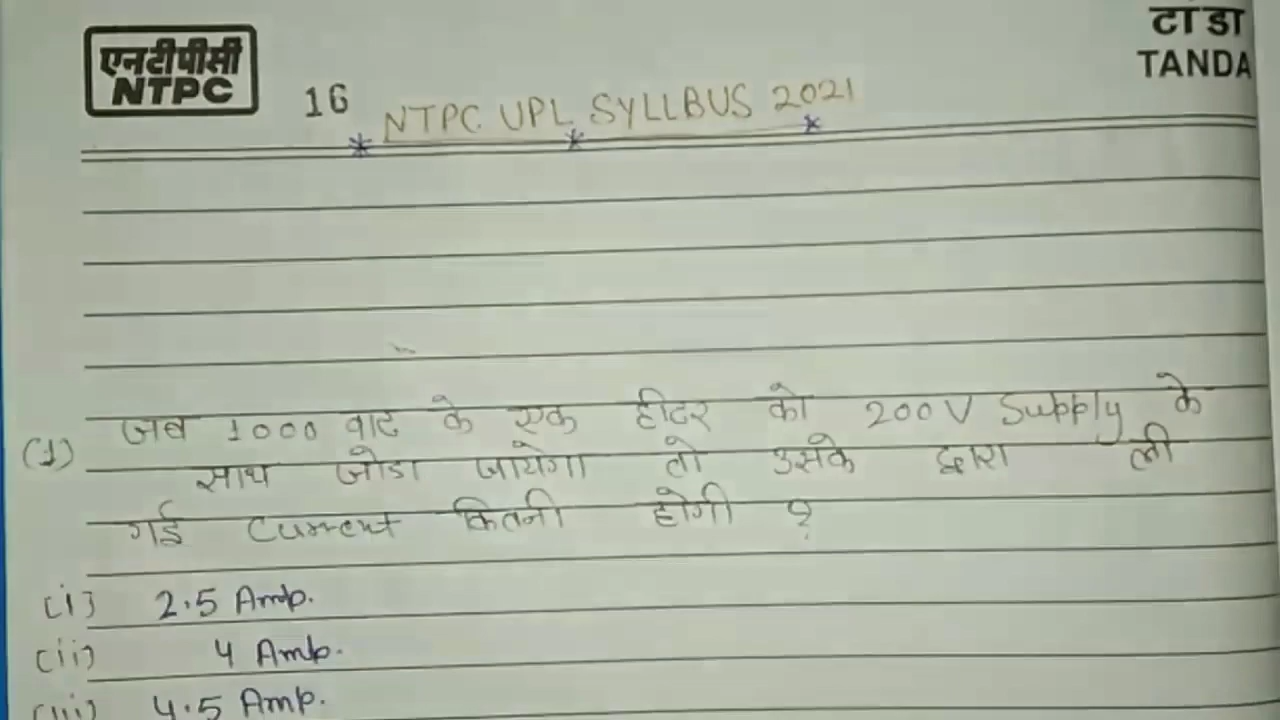 एनटीपीसी
NTPC
टांडा
TANDA
16 NTPC UPL SYLLBUS 2021
(1) जब 1000 वाट के एक हीटर को 200V Supply के
साथ जोडा जायेगा तो उसके द्वारा ली
गई current कितनी होगी ?
(i) 2.5 Amp.
(ii) 4 Amp.
(iii) 4.5 Amp.